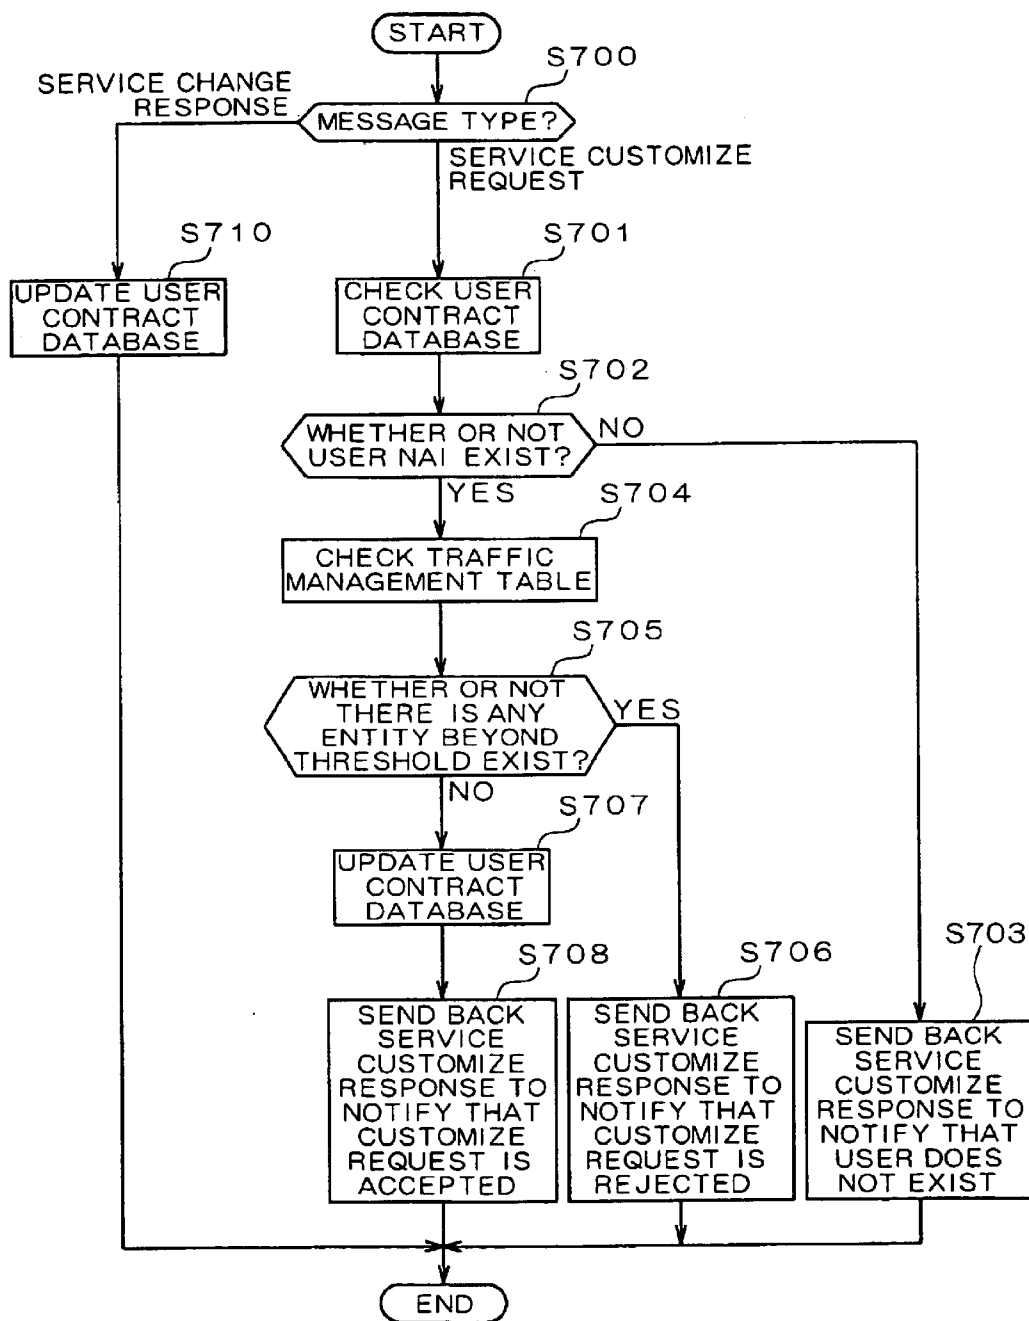 START
S700
SERVICE CHANGE
RESPONSE
MESSAGE TYPE?
SERVICE CUSTOMIZE
REQUEST
S710
UPDATE USER
CONTRACT
DATABASE
S701
CHECK USER
CONTRACT
DATABASE
S702
WHETHER OR NOT
USER NAI EXIST?
NO
YES
S704
CHECK TRAFFIC
MANAGEMENT TABLE
S705
WHETHER OR NOT
THERE IS ANY
ENTITY BEYOND
THRESHOLD EXIST?
YES
NO
S707
UPDATE USER
CONTRACT
DATABASE
S708
SEND BACK
SERVICE
CUSTOMIZE
RESPONSE TO
NOTIFY THAT
CUSTOMIZE
REQUEST IS
ACCEPTED
S706
SEND BACK
SERVICE
CUSTOMIZE
RESPONSE TO
NOTIFY THAT
CUSTOMIZE
REQUEST IS
REJECTED
S703
SEND BACK
SERVICE
CUSTOMIZE
RESPONSE TO
NOTIFY THAT
USER DOES
NOT EXIST
END